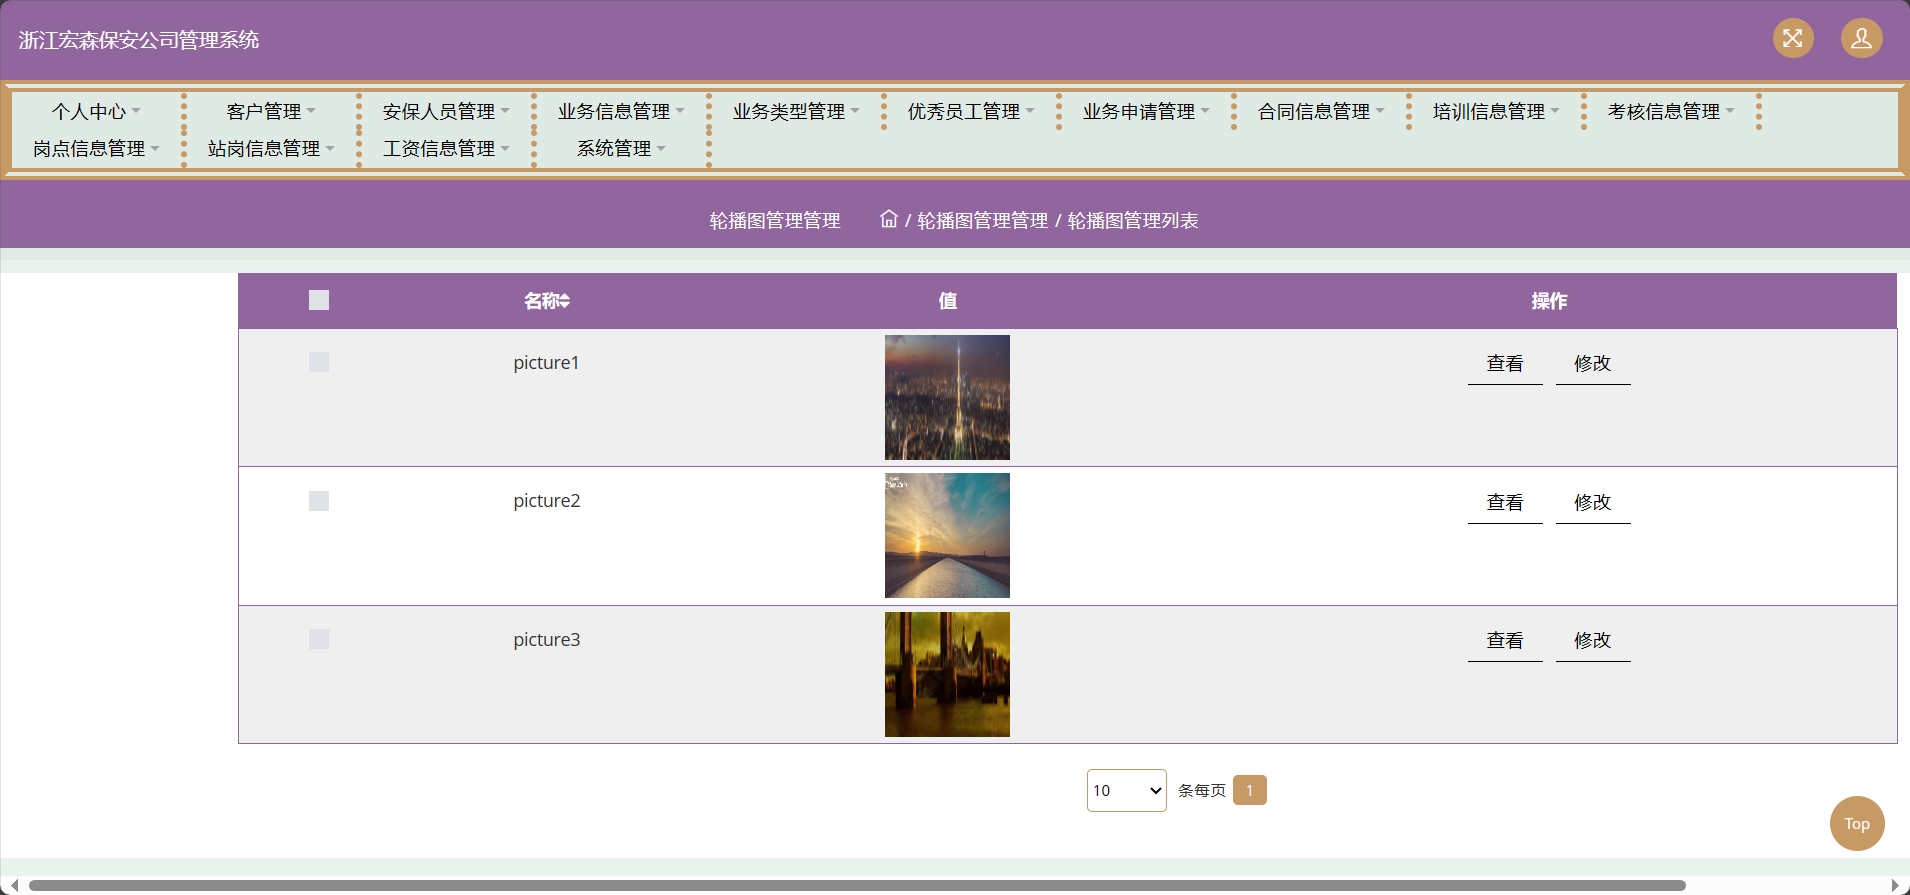 浙江宏森保安公司管理系统
个人中心 客户管理 安保人员管理 业务信息管理 业务类型管理 优秀员工管理 业务申请管理 合同信息管理 培训信息管理 考核信息管理
岗点信息管理 站岗信息管理 工资信息管理 系统管理
轮播图管理管理 / 轮播图管理管理 / 轮播图管理列表
名称 值 操作
picture1 查看 修改
picture2 查看 修改
picture3 查看 修改
10 条每页 1
Top